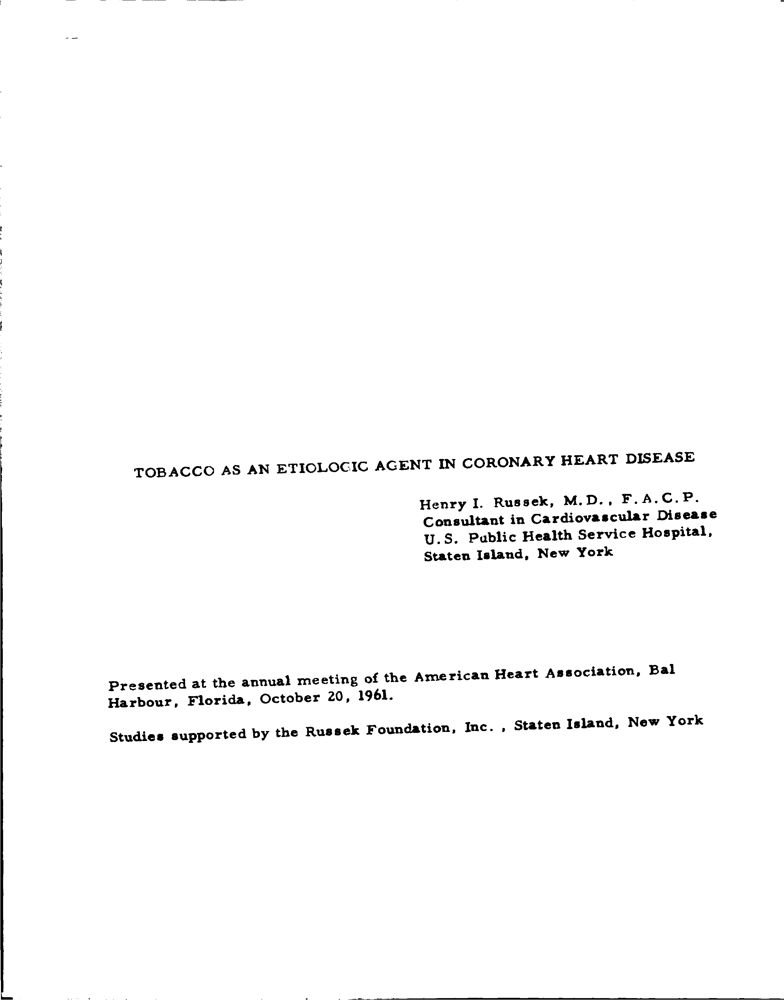 TOBACCO AS AN ETIOLOGIC AGENT IN CORONARY HEART DISEASE
Henry I. Russek, M.D., F.A.C.P.
Consultant in Cardiovascular Disease
U.S. Public Health Service Hospital,
Staten Island, New York
Presented at the annual meeting of the American Heart Association, Bal
Harbour, Florida, October 20, 1961.
Studies supported by the Russek Foundation, Inc. , Staten Island, New York